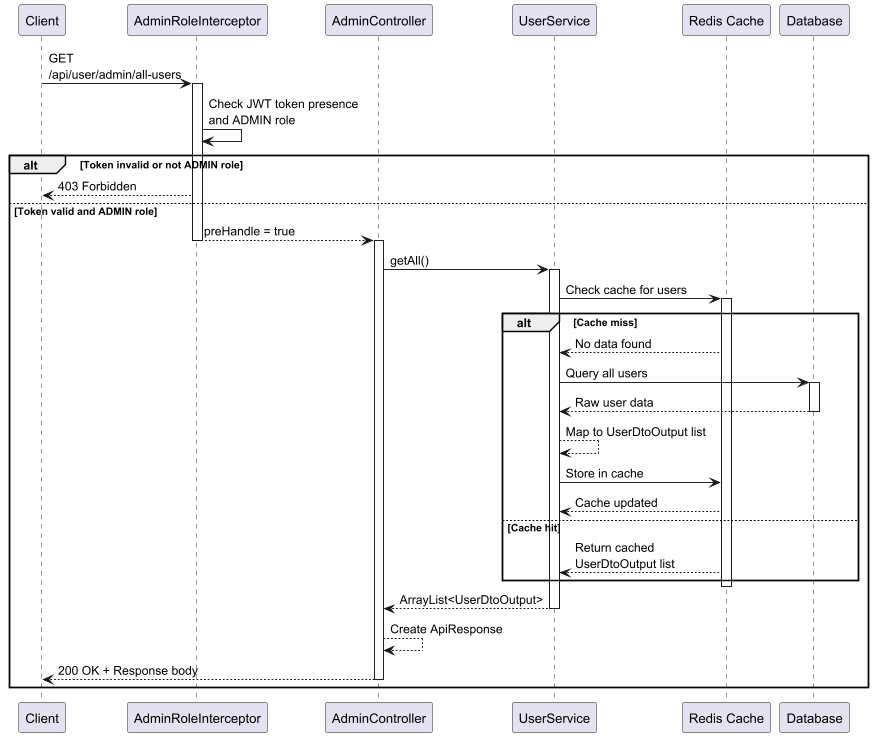 Client
AdminRoleInterceptor
AdminController
UserService
Redis Cache
Database
GET
/api/user/admin/all-users
Check JWT token presence
and ADMIN role
alt
[Token invalid or not ADMIN role]
403 Forbidden
[Token valid and ADMIN role]
preHandle = true
getAll()
Check cache for users
alt
[Cache miss]
No data found
Query all users
Raw user data
Map to UserDtoOutput list
Store in cache
Cache updated
[Cache hit]
Return cached
UserDtoOutput list
ArrayList<UserDtoOutput>
Create ApiResponse
200 OK + Response body
Client
AdminRoleInterceptor
AdminController
UserService
Redis Cache
Database